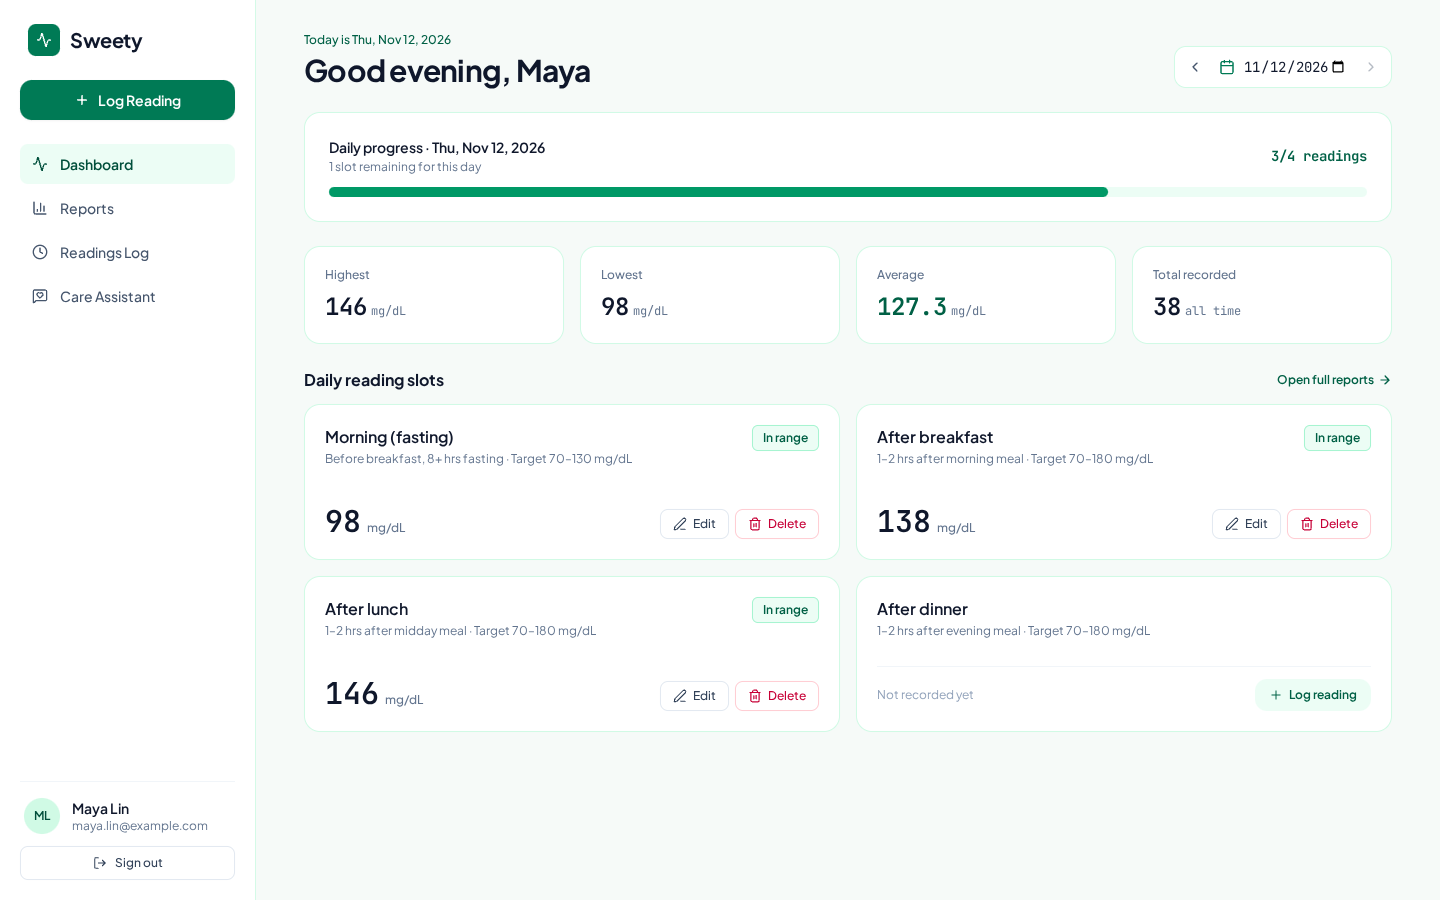 Sweety
Log Reading
Dashboard
Reports
Readings Log
Care Assistant
Maya Lin
ML
maya.lin@example.com
Sign out
Today is Thu, Nov 12, 2026
Good evening, Maya
11/12/2026
Daily progress · Thu, Nov 12, 2026
1 slot remaining for this day
3/4 readings
Highest
146 mg/dL
Lowest
98 mg/dL
Average
127.3 mg/dL
Total recorded
38 all time
Daily reading slots
Open full reports →
Morning (fasting)
In range
Before breakfast, 8+ hrs fasting · Target 70–130 mg/dL
98 mg/dL
Edit
Delete
After breakfast
In range
1–2 hrs after morning meal · Target 70–180 mg/dL
138 mg/dL
Edit
Delete
After lunch
In range
1–2 hrs after midday meal · Target 70–180 mg/dL
146 mg/dL
Edit
Delete
After dinner
1–2 hrs after evening meal · Target 70–180 mg/dL
Not recorded yet
Log reading